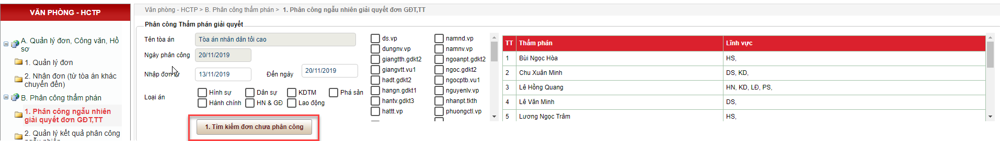 VĂN PHÒNG - HCTP
A. Quản lý đơn, Công văn, Hồ
sơ
1. Quản lý đơn
2. Nhận đơn (từ tòa án khác
chuyển đến)
B. Phân công thẩm phán
1. Phân công ngẫu nhiên
giải quyết đơn GĐT,TT
2. Quản lý kết quả phân công
ngẫu nhiên
Văn phòng - HCTP > B. Phân công thẩm phán > 1. Phân công ngẫu nhiên giải quyết đơn GĐT,TT
Phân công Thẩm phán giải quyết
Tên tòa án Tòa án nhân dân tối cao
Ngày phân công 20/11/2019
Nhập đơn từ 13/11/2019 Đến ngày 20/11/2019
Loại án Hình sự Dân sự KDTM Phá sản
Hành chính HN & GĐ Lao động
1. Tìm kiếm đơn chưa phân công
ds.vp namnd.vp
dungnv.vp namnv.vp
giangtth.gdkt2 ngoanpt.gdkt2
giangvtt.vu1 ngoc.gdkt2
hadt.gdkt2 ngocptb.vu1
hangn.gdkt1 nguyenlv.vp
hantv.gdkt3 nhanpt.tkth
hattt.vp phuongctl.vp
TT Thẩm phán Lĩnh vực
1 Bùi Ngọc Hòa HS,
2 Chu Xuân Minh DS, KD,
3 Lê Hồng Quang HN, KD, LĐ, PS,
4 Lê Văn Minh DS,
5 Lương Ngọc Trâm HS,